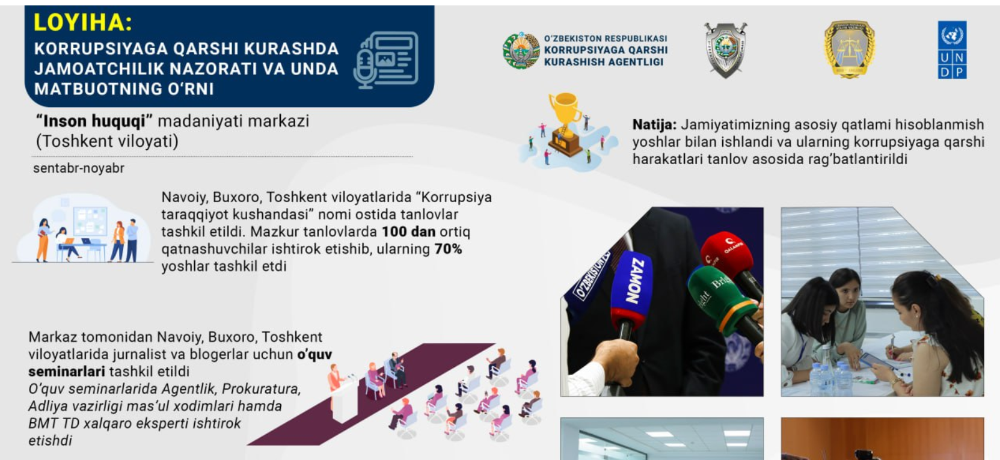 LOYIHA:
KORRUPSIYAGA QARSHI KURASHDA
JAMOATCHILIK NAZORATI VA UNDA
MATBUOTNING O‘RNI
“Inson huquqi” madaniyati markazi
(Toshkent viloyati)
sentabr-noyabr
Navoiy, Buxoro, Toshkent viloyatlarida “Korrupsiya
taraqqiyot kushandasi” nomi ostida tanlovlar
tashkil etildi. Mazkur tanlovlarda 100 dan ortiq
qatnashuvchilar ishtirok etishib, ularning 70%
yoshlar tashkil etdi
Markaz tomonidan Navoiy, Buxoro, Toshkent
viloyatlarida jurnalist va blogerlar uchun o’quv
seminarlari tashkil etildi
O’quv seminarlarida Agentlik, Prokuratura,
Adliya vazirligi mas’ul xodimlari hamda
BMT TD xalqaro eksperti ishtirok
etishdi
O‘ZBEKISTON RESPUBLIKASI
KORRUPSIYAGA QARSHI
KURASHISH AGENTLIGI
UN
DP
Natija: Jamiyatimizning asosiy qatlami hisoblanmish
yoshlar bilan ishlandi va ularning korrupsiyaga qarshi
harakatlari tanlov asosida rag’batlantirildi
ZAMON